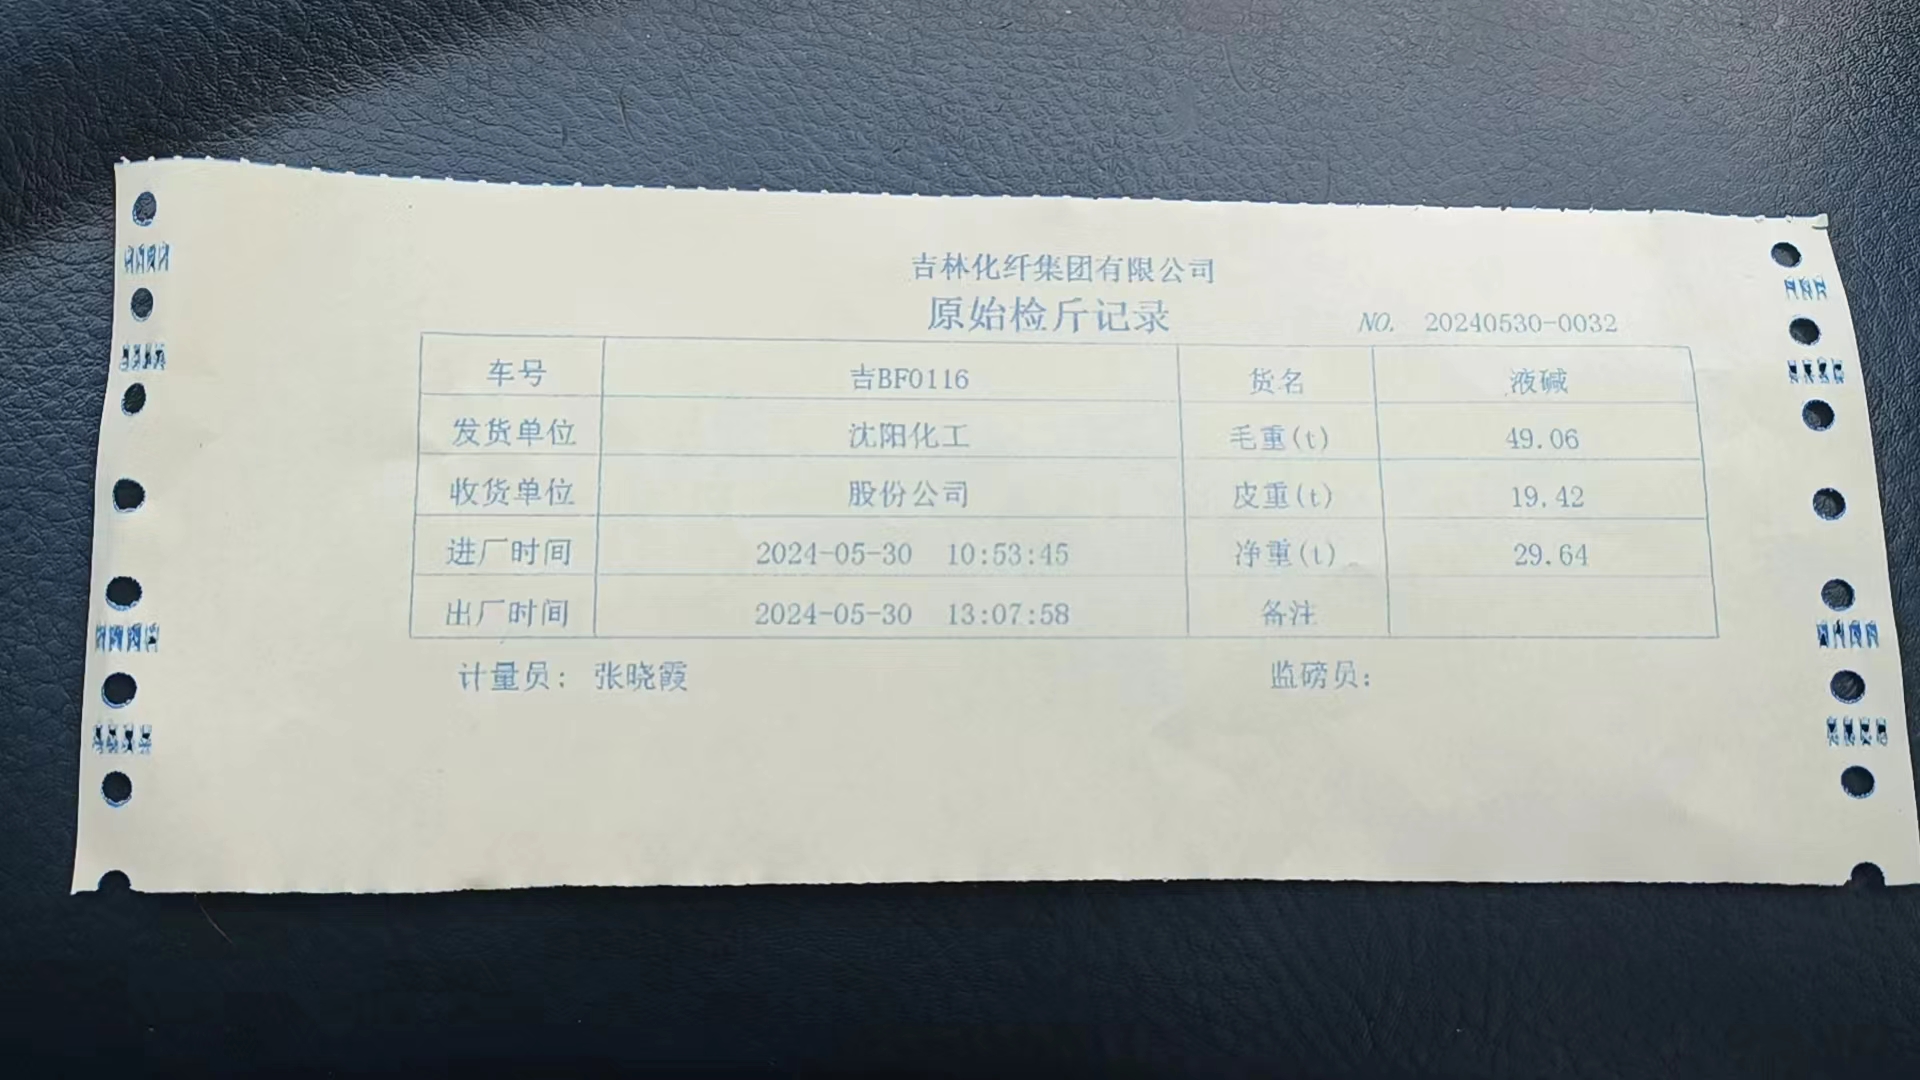 吉林化纤集团有限公司
原始检斤记录
NO. 20240530-0032
车号 吉BF0116 货名 液碱
发货单位 沈阳化工 毛重(t) 49.06
收货单位 股份公司 皮重(t) 19.42
进厂时间 2024-05-30 10:53:45 净重(t) 29.64
出厂时间 2024-05-30 13:07:58 备注
计量员: 张晓霞 监磅员: